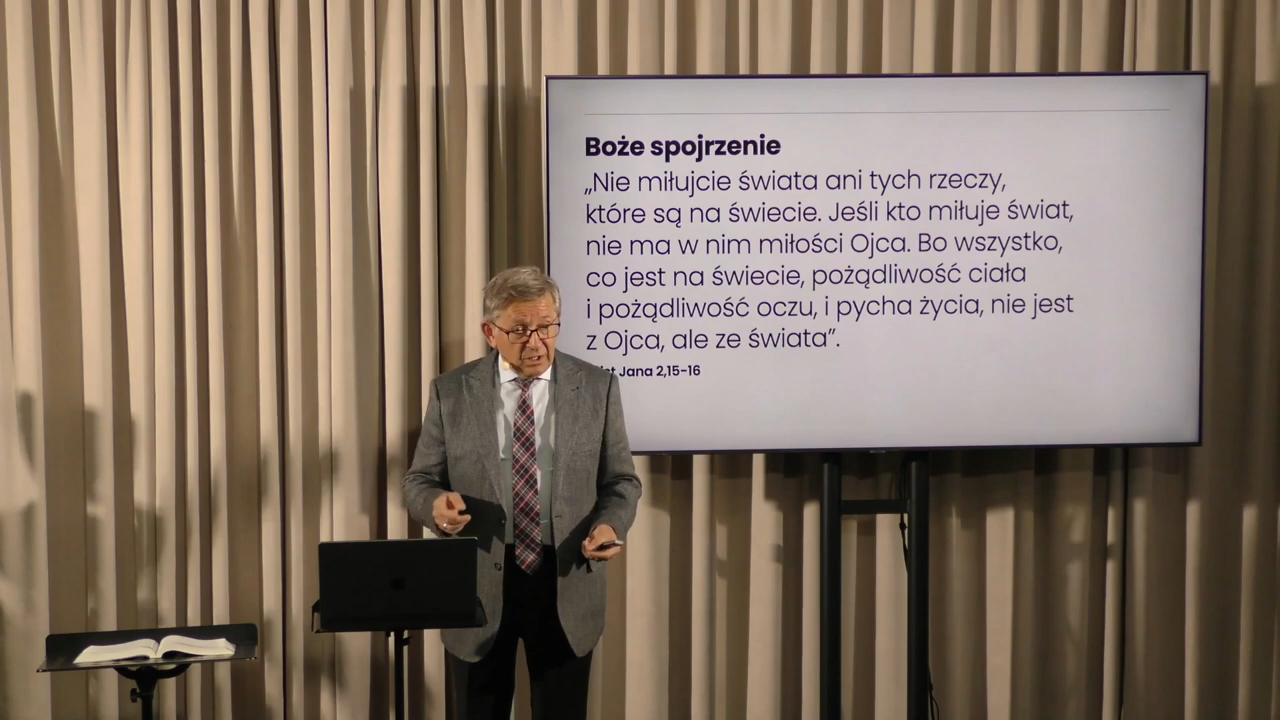 Boże spojrzenie
„Nie miłujcie świata ani tych rzeczy,
które są na świecie. Jeśli kto miłuje świat,
nie ma w nim miłości Ojca. Bo wszystko,
co jest na świecie, pożądliwość ciała
i pożądliwość oczu, i pycha życia, nie jest
z Ojca, ale ze świata”.
Jana 2,15-16